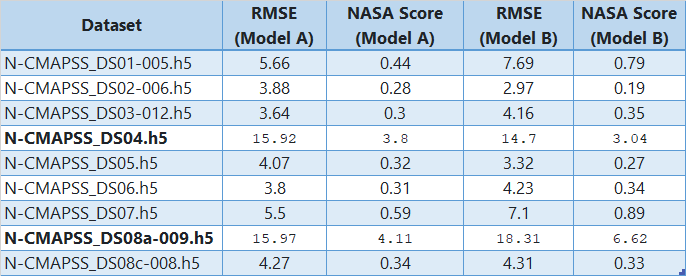 Dataset RMSE (Model A) NASA Score (Model A) RMSE (Model B) NASA Score (Model B)
N-CMAPSS_DS01-005.h5 5.66 0.44 7.69 0.79
N-CMAPSS_DS02-006.h5 3.88 0.28 2.97 0.19
N-CMAPSS_DS03-012.h5 3.64 0.3 4.16 0.35
N-CMAPSS_DS04.h5 15.92 3.8 14.7 3.04
N-CMAPSS_DS05.h5 4.07 0.32 3.32 0.27
N-CMAPSS_DS06.h5 3.8 0.31 4.23 0.34
N-CMAPSS_DS07.h5 5.5 0.59 7.1 0.89
N-CMAPSS_DS08a-009.h5 15.97 4.11 18.31 6.62
N-CMAPSS_DS08c-008.h5 4.27 0.34 4.31 0.33